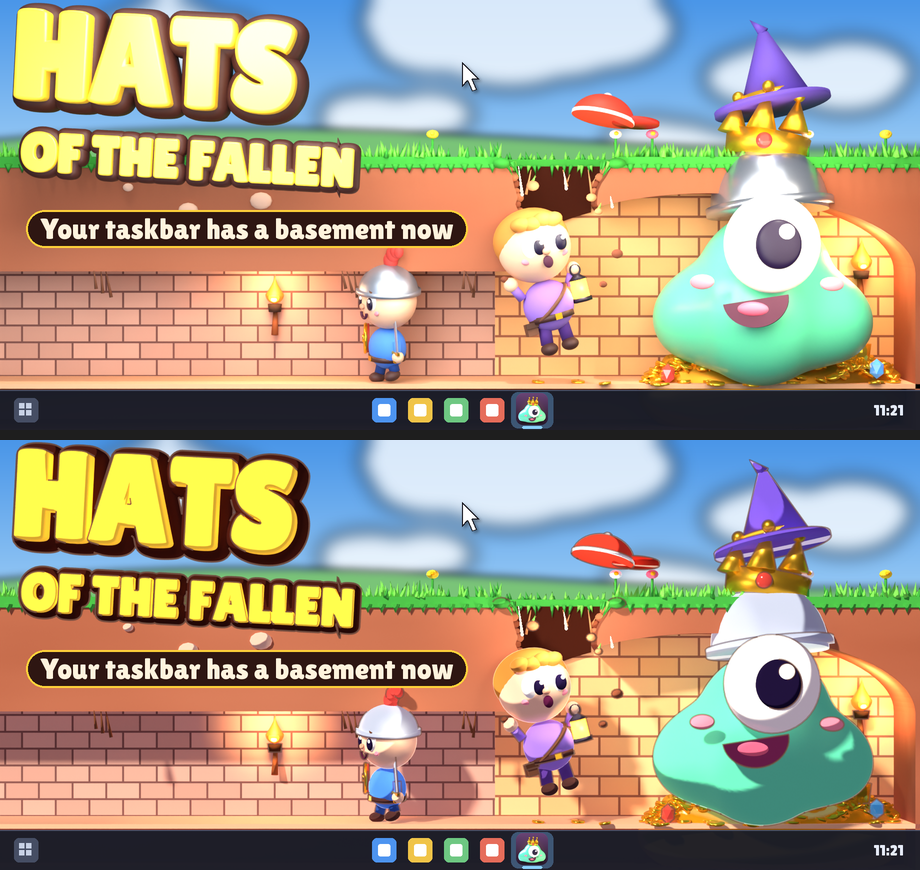 HATS
OF THE FALLEN
Your taskbar has a basement now
11:21
HATS
OF THE FALLEN
Your taskbar has a basement now
11:21